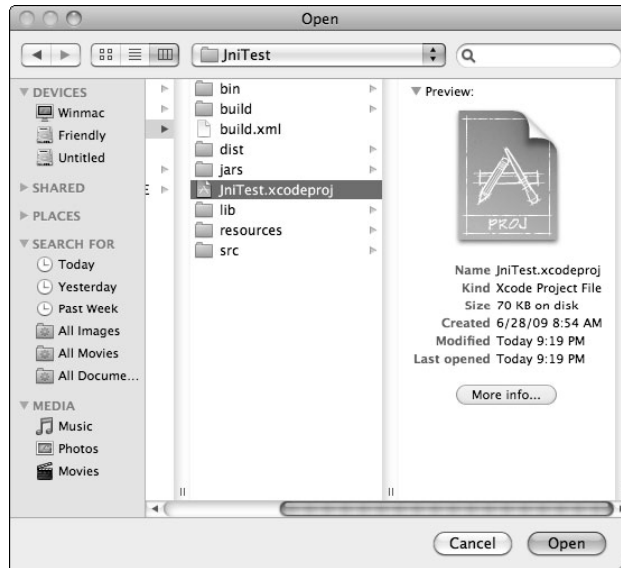 Open
JniTest
DEVICES
Winmac
Friendly
Untitled
SHARED
PLACES
SEARCH FOR
Today
Yesterday
Past Week
All Images
All Movies
All Docume...
MEDIA
Music
Photos
Movies
E
bin
build
build.xml
dist
jars
JniTest.xcodeproj
lib
resources
src
Preview:
PROJ
Name JniTest.xcodeproj
Kind Xcode Project File
Size 70 KB on disk
Created 6/28/09 8:54 AM
Modified Today 9:19 PM
Last opened Today 9:19 PM
More info...
Cancel
Open